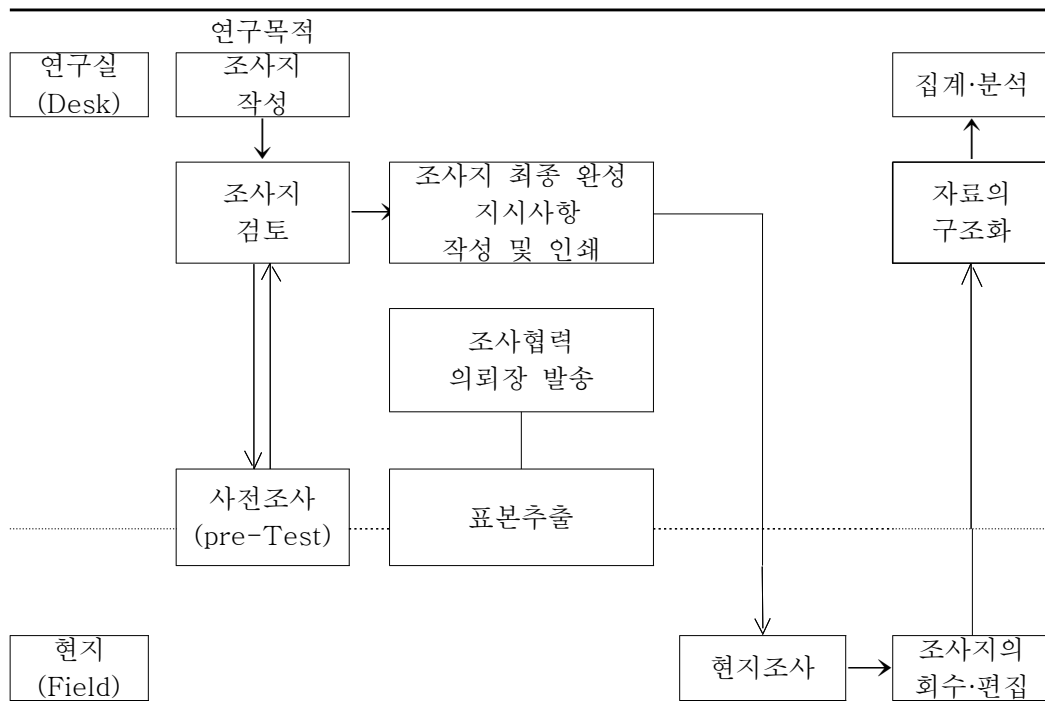 연구목적
연구실
(Desk)
조사지
작성
집계·분석
조사지
검토
조사지 최종 완성
지시사항
작성 및 인쇄
자료의
구조화
조사협력
의뢰장 발송
사전조사
(pre-Test)
표본추출
현지
(Field)
현지조사
조사지의
회수·편집